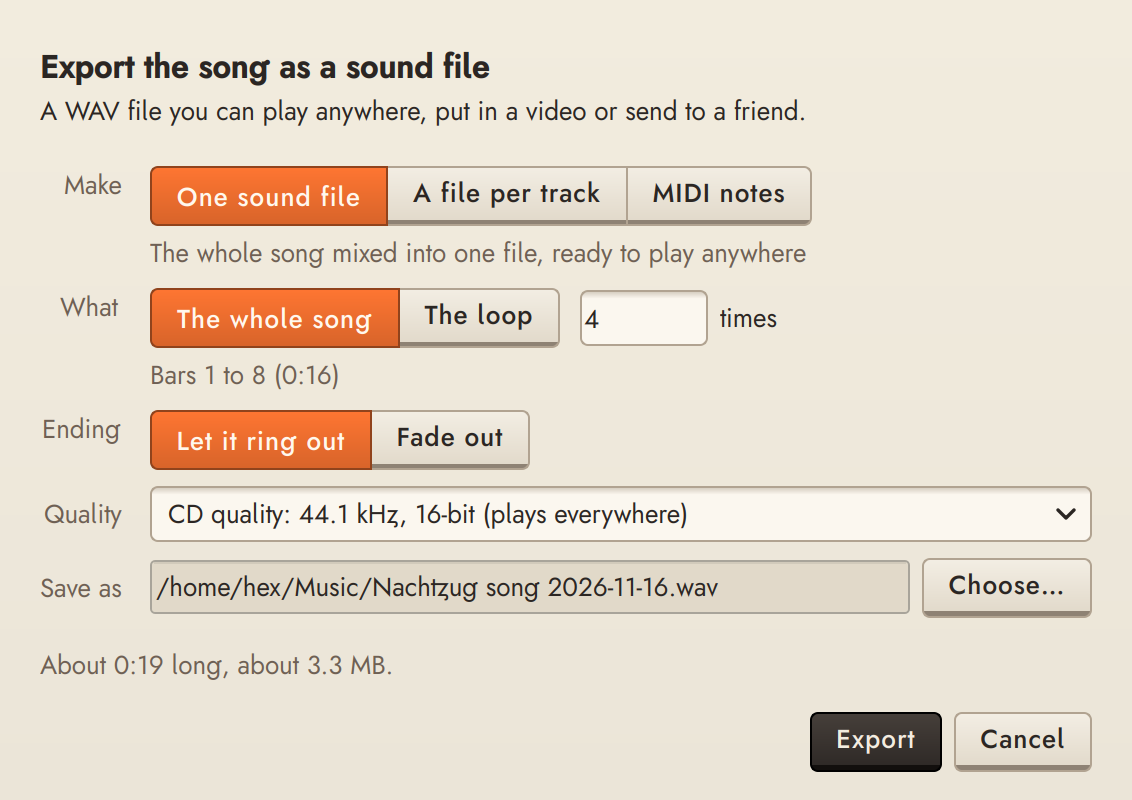 Export the song as a sound file
A WAV file you can play anywhere, put in a video or send to a friend.
Make One sound file A file per track MIDI notes
The whole song mixed into one file, ready to play anywhere
What The whole song The loop 4 times
Bars 1 to 8 (0:16)
Ending Let it ring out Fade out
Quality CD quality: 44.1 kHz, 16-bit (plays everywhere)
Save as /home/hex/Music/Nachtzug song 2026-11-16.wav Choose...
About 0:19 long, about 3.3 MB.
Export Cancel